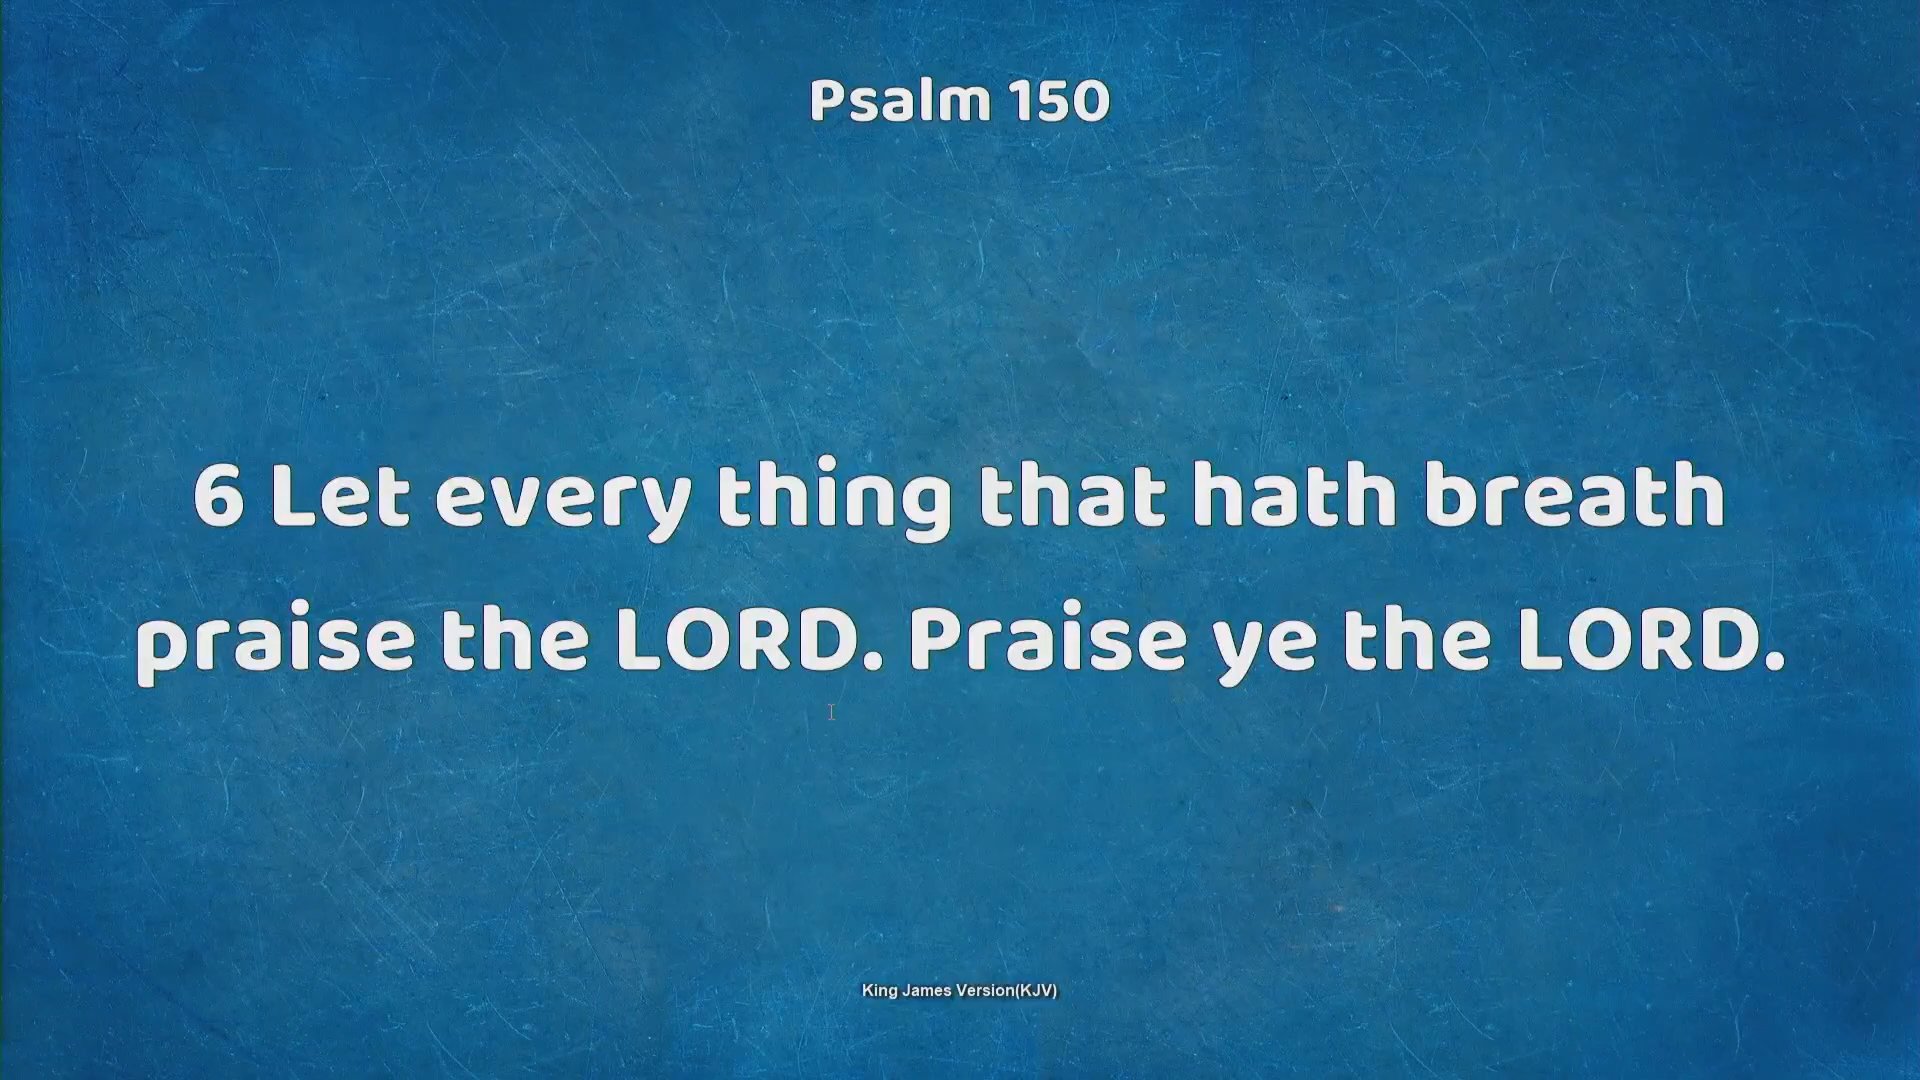 Psalm 150
6 Let every thing that hath breath
praise the LORD. Praise ye the LORD.
King James Version(KJV)